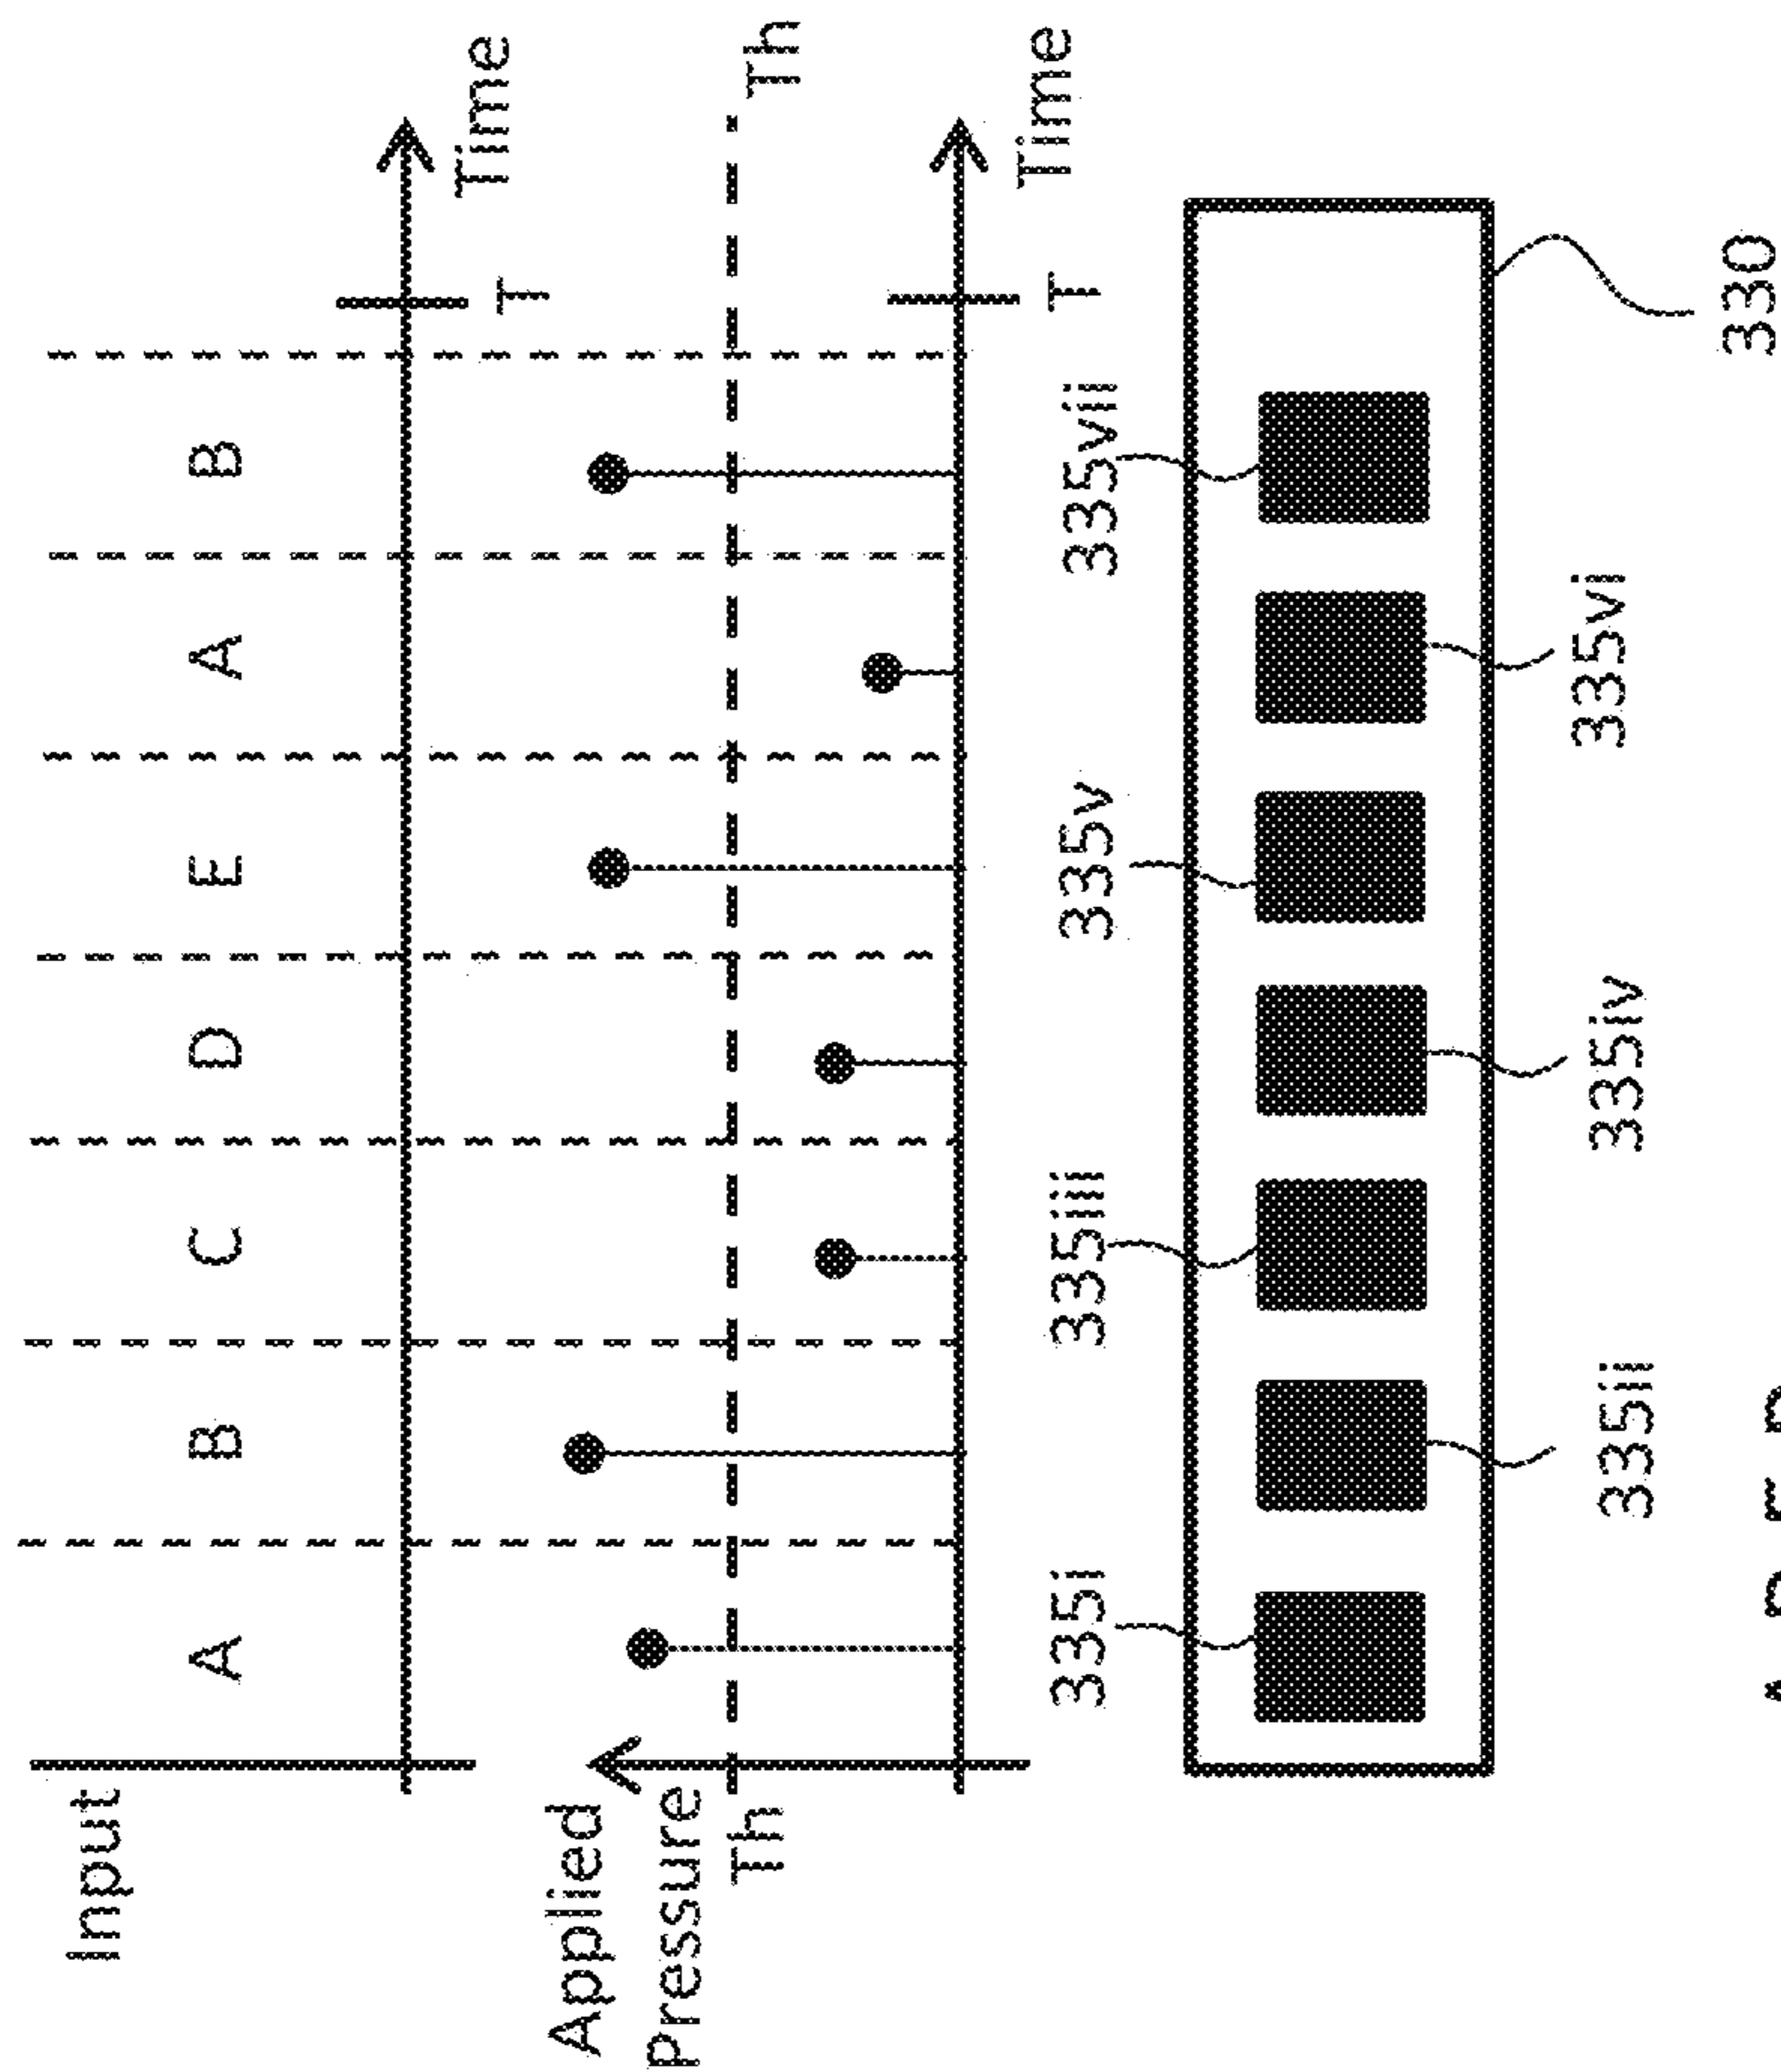 Input
A B C D E A B
Time
T
Applied
Pressure
Th
Th
T
Time
335i
335iii
335v
335vii
335ii
335iv
335vi
330